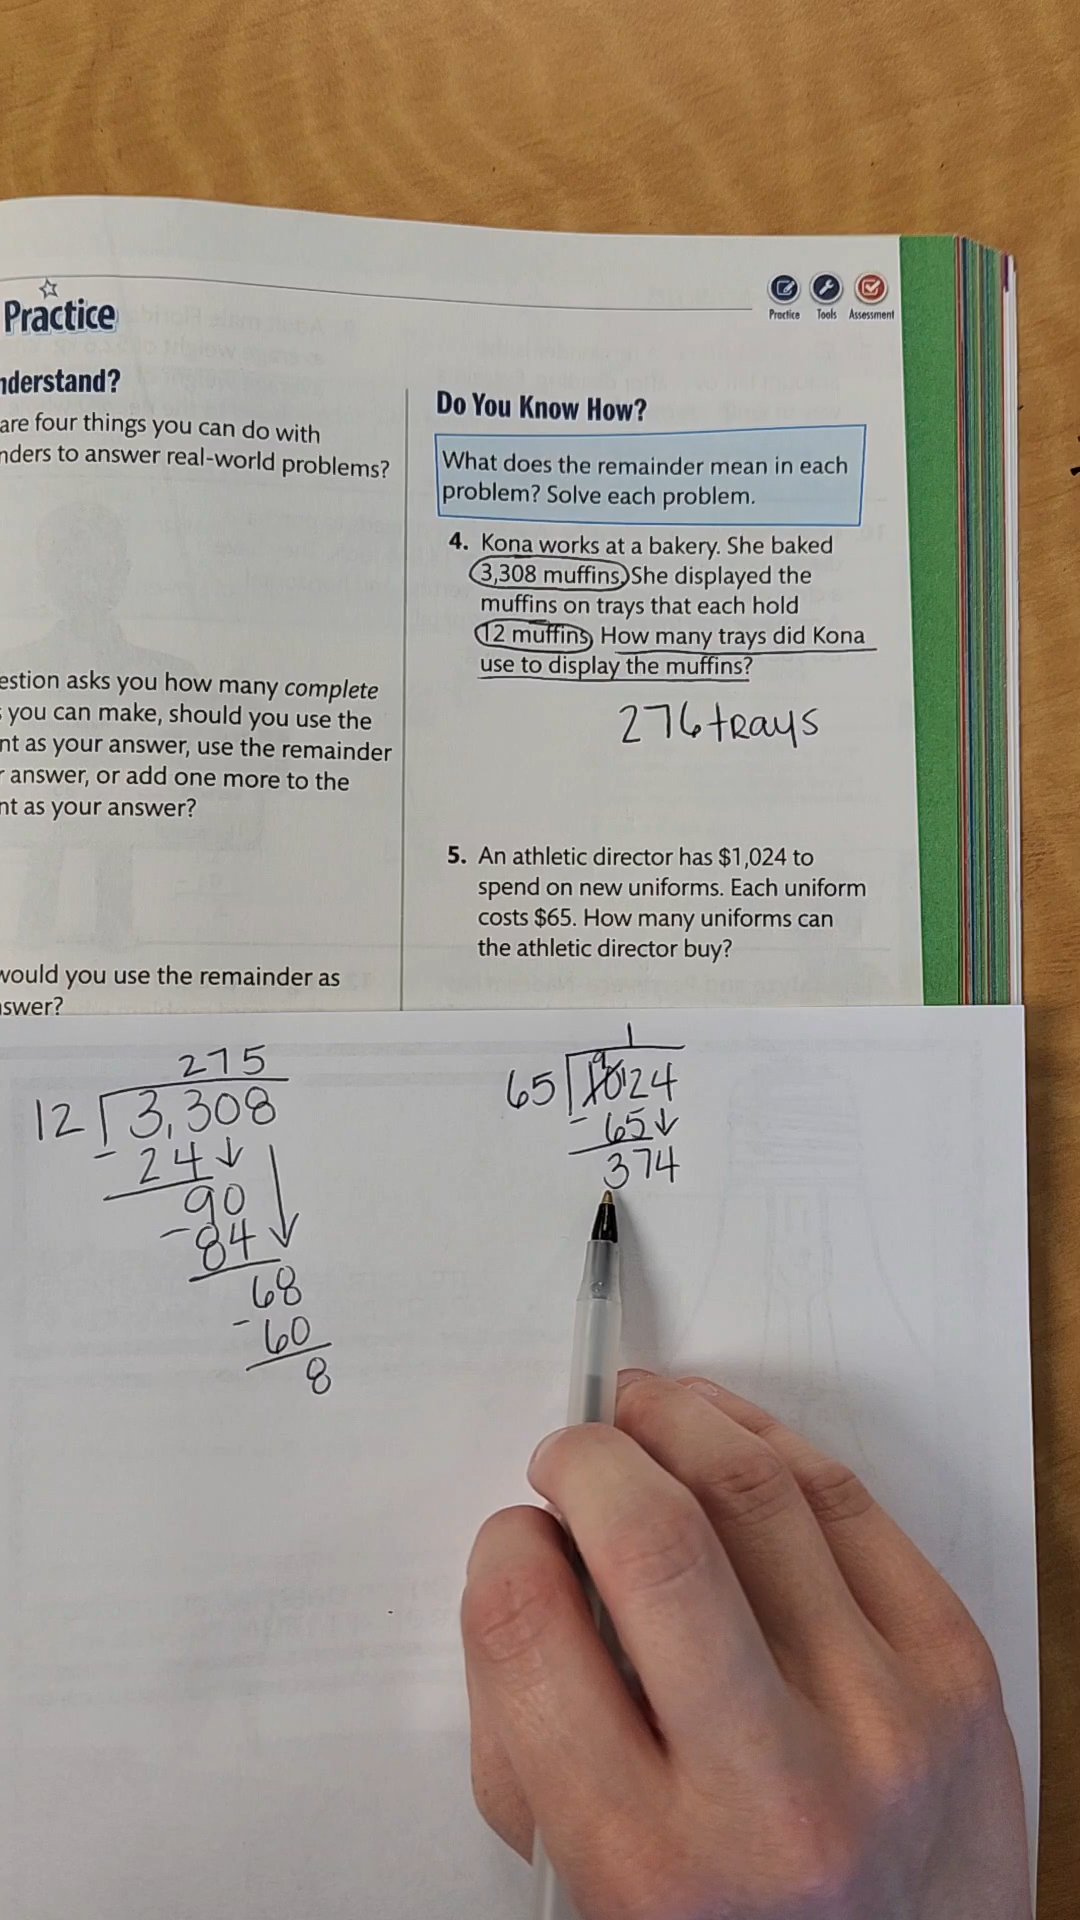 Practice
Practice Tools Assessment
nderstand?
are four things you can do with
nders to answer real-world problems?
estion asks you how many complete
you can make, should you use the
nt as your answer, use the remainder
r answer, or add one more to the
nt as your answer?
would you use the remainder as
swer?
Do You Know How?
What does the remainder mean in each
problem? Solve each problem.
4. Kona works at a bakery. She baked
3,308 muffins. She displayed the
muffins on trays that each hold
12 muffins. How many trays did Kona
use to display the muffins?
276 trays
5. An athletic director has $1,024 to
spend on new uniforms. Each uniform
costs $65. How many uniforms can
the athletic director buy?
275
12 3,308
- 24
90
- 84
68
- 60
8
1
9
65 10124
- 65
374